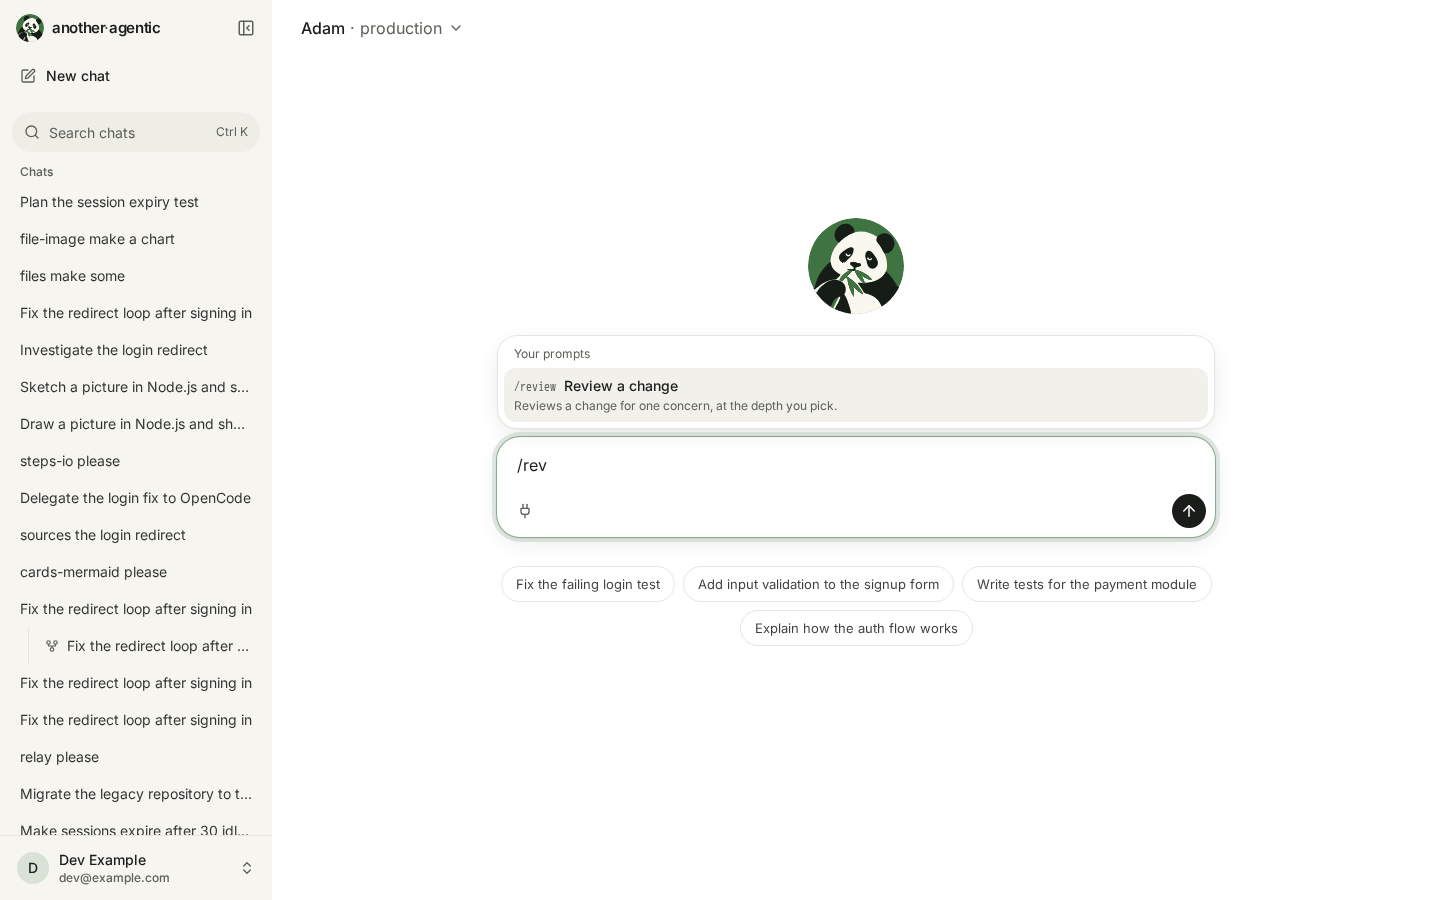 another·agentic
New chat
Search chats
Ctrl K
Chats
Plan the session expiry test
file-image make a chart
files make some
Fix the redirect loop after signing in
Investigate the login redirect
Sketch a picture in Node.js and s...
Draw a picture in Node.js and sh...
steps-io please
Delegate the login fix to OpenCode
sources the login redirect
cards-mermaid please
Fix the redirect loop after signing in
Fix the redirect loop after ...
Fix the redirect loop after signing in
Fix the redirect loop after signing in
relay please
Migrate the legacy repository to t...
Make sessions expire after 30 idl...
D
Dev Example
dev@example.com
Adam · production
Your prompts
/review Review a change
Reviews a change for one concern, at the depth you pick.
/rev
Fix the failing login test
Add input validation to the signup form
Write tests for the payment module
Explain how the auth flow works